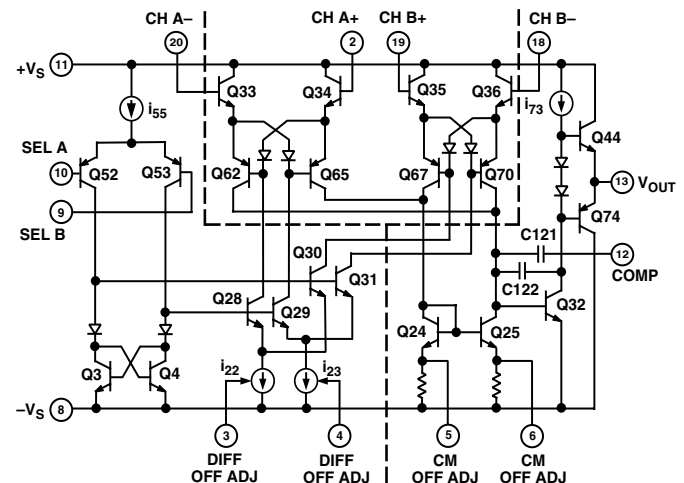 CH A–
CH A+
CH B+
CH B–
20
2
19
18
+VS
11
Q33
Q34
Q35
Q36
i55
i73
Q44
SEL A
10
Q52
Q53
Q62
Q65
Q67
Q70
13
VOUT
9
SEL B
Q74
Q30
C121
12
COMP
Q31
C122
Q28
Q29
Q32
Q24
Q25
Q3
Q4
i22
i23
–VS
8
3
4
5
6
DIFF
OFF ADJ
DIFF
OFF ADJ
CM
OFF ADJ
CM
OFF ADJ